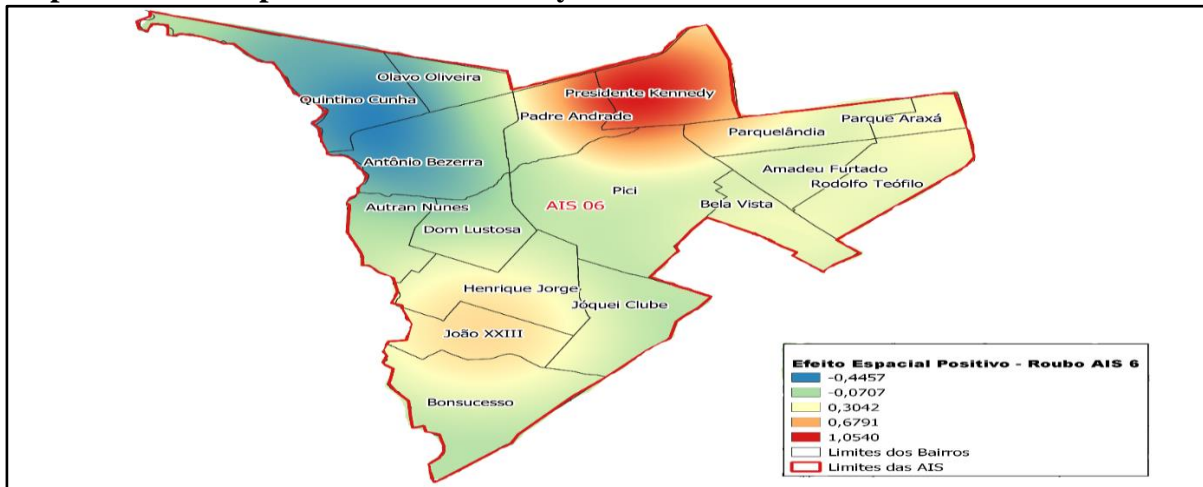 Olavo Oliveira
Quintino Cunha
Presidente Kennedy
Padre Andrade
Parque Araxá
Parquelândia
Antônio Bezerra
Amadeu Furtado
Rodolfo Teófilo
Pici
Autran Nunes
AIS 06
Bela Vista
Dom Lustosa
Henrique Jorge
Jóquei Clube
João XXIII
Bonsucesso
Efeito Espacial Positivo - Roubo AIS 6
-0,4457
-0,0707
0,3042
0,6791
1,0540
Limites dos Bairros
Limites das AIS